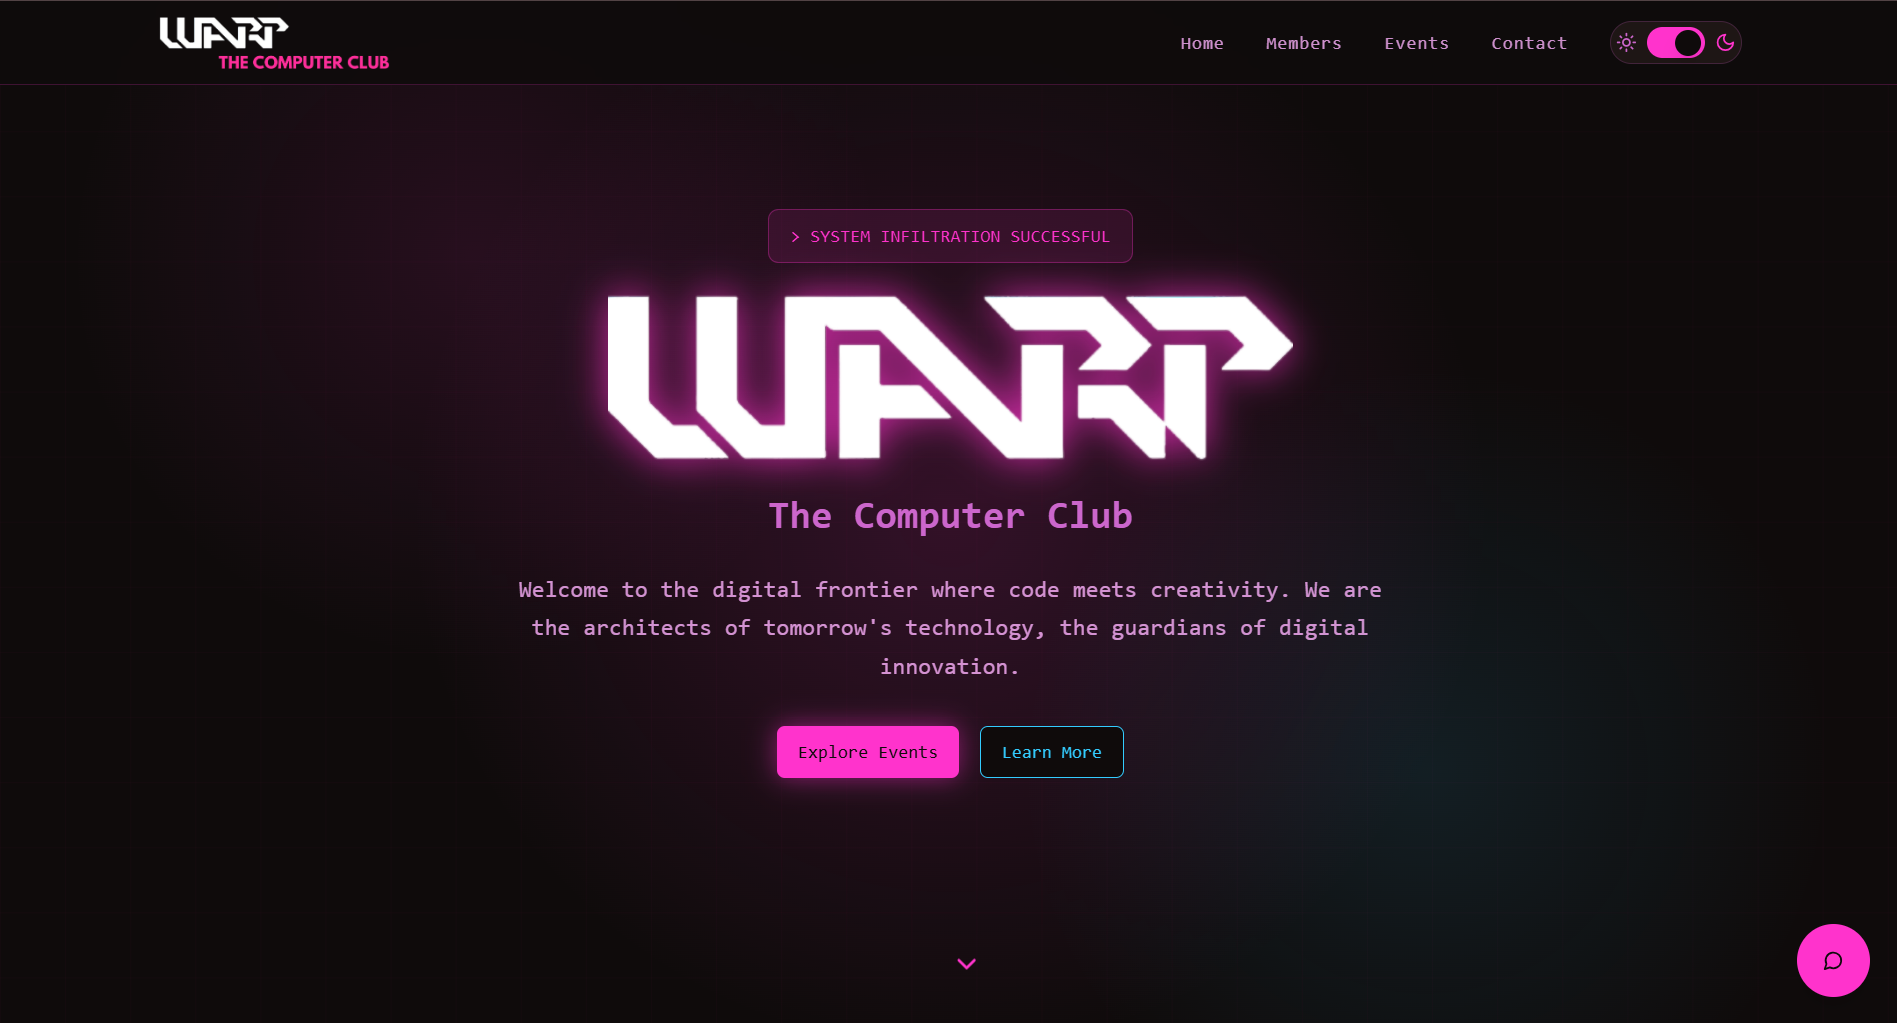 WARP
THE COMPUTER CLUB
Home
Members
Events
Contact
> SYSTEM INFILTRATION SUCCESSFUL
WARP
The Computer Club
Welcome to the digital frontier where code meets creativity. We are
the architects of tomorrow's technology, the guardians of digital
innovation.
Explore Events
Learn More